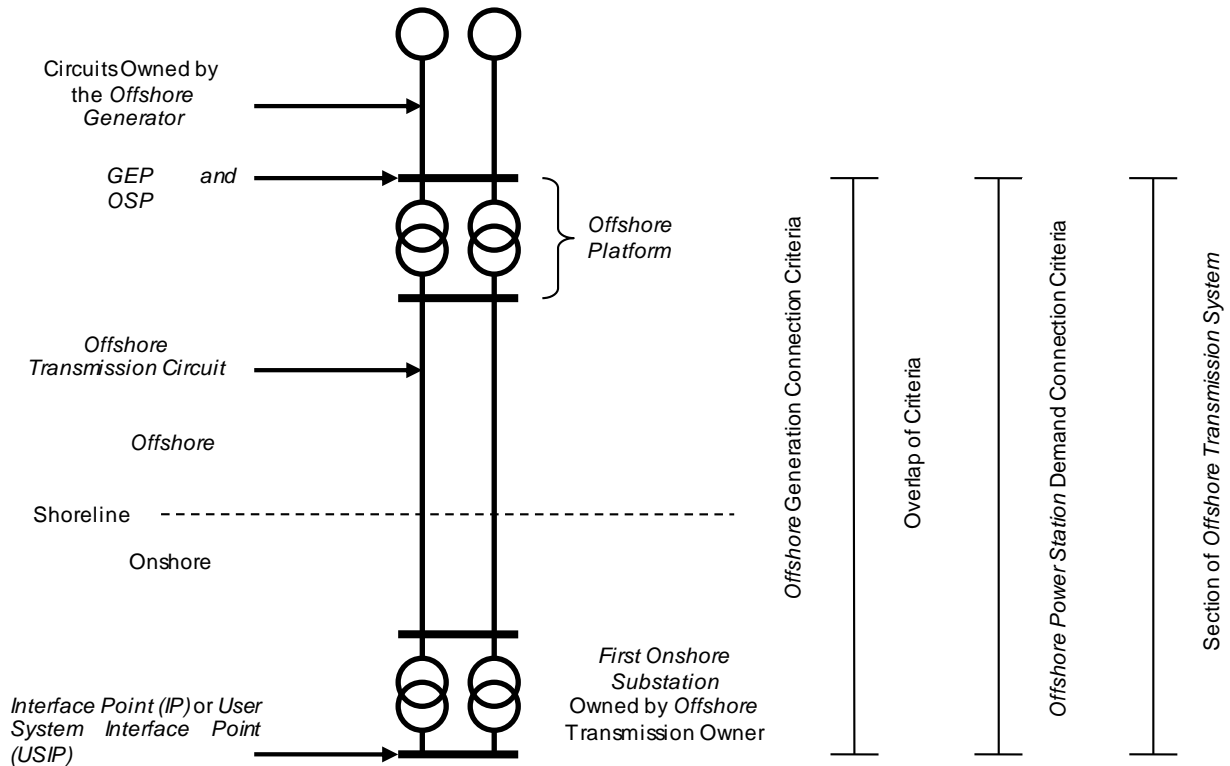 Circuits Owned by
the Offshore
Generator
GEP and
OSP
Offshore
Platform
Offshore
Transmission Circuit
Offshore
Shoreline
Onshore
First Onshore
Substation
Owned by Offshore
Transmission Owner
Interface Point (IP) or User
System Interface Point
(USIP)
Offshore Generation Connection Criteria
Overlap of Criteria
Offshore Power Station Demand Connection Criteria
Section of Offshore Transmission System